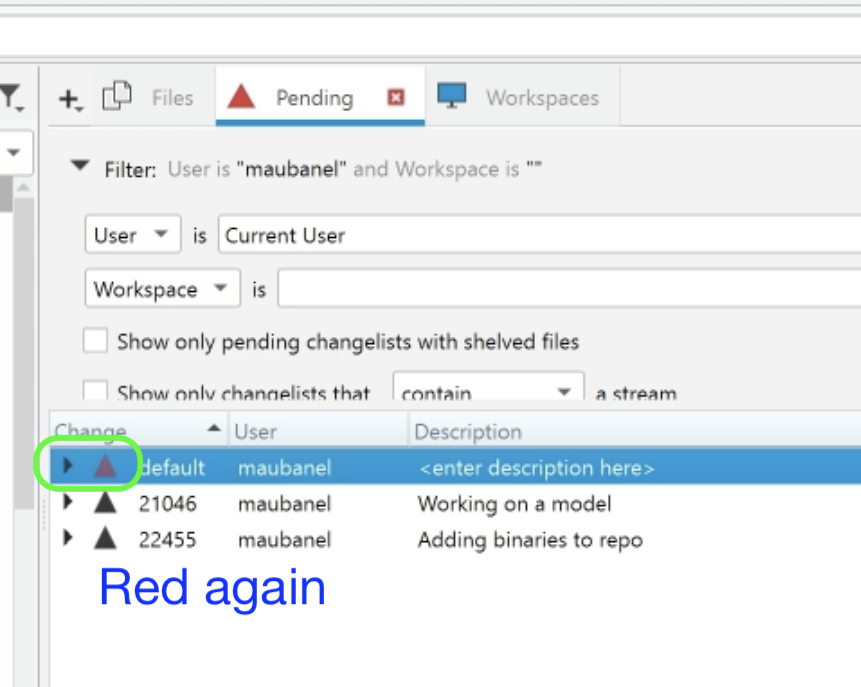 Files Pending Workspaces
Filter: User is "maubanel" and Workspace is ""
User is Current User
Workspace is
Show only pending changelists with shelved files
Show only changelists that contain a stream
Change User Description
default maubanel <enter description here>
21046 maubanel Working on a model
22455 maubanel Adding binaries to repo
Red again